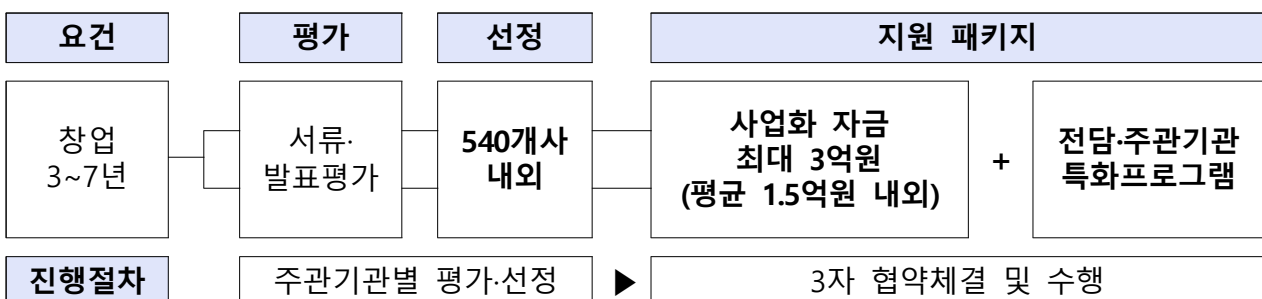 요건 평가 선정 지원 패키지
창업
3~7년
서류·
발표평가
540개사
내외
사업화 자금
최대 3억원
(평균 1.5억원 내외)
+
전담·주관기관
특화프로그램
진행절차 주관기관별 평가·선정 ▶ 3자 협약체결 및 수행